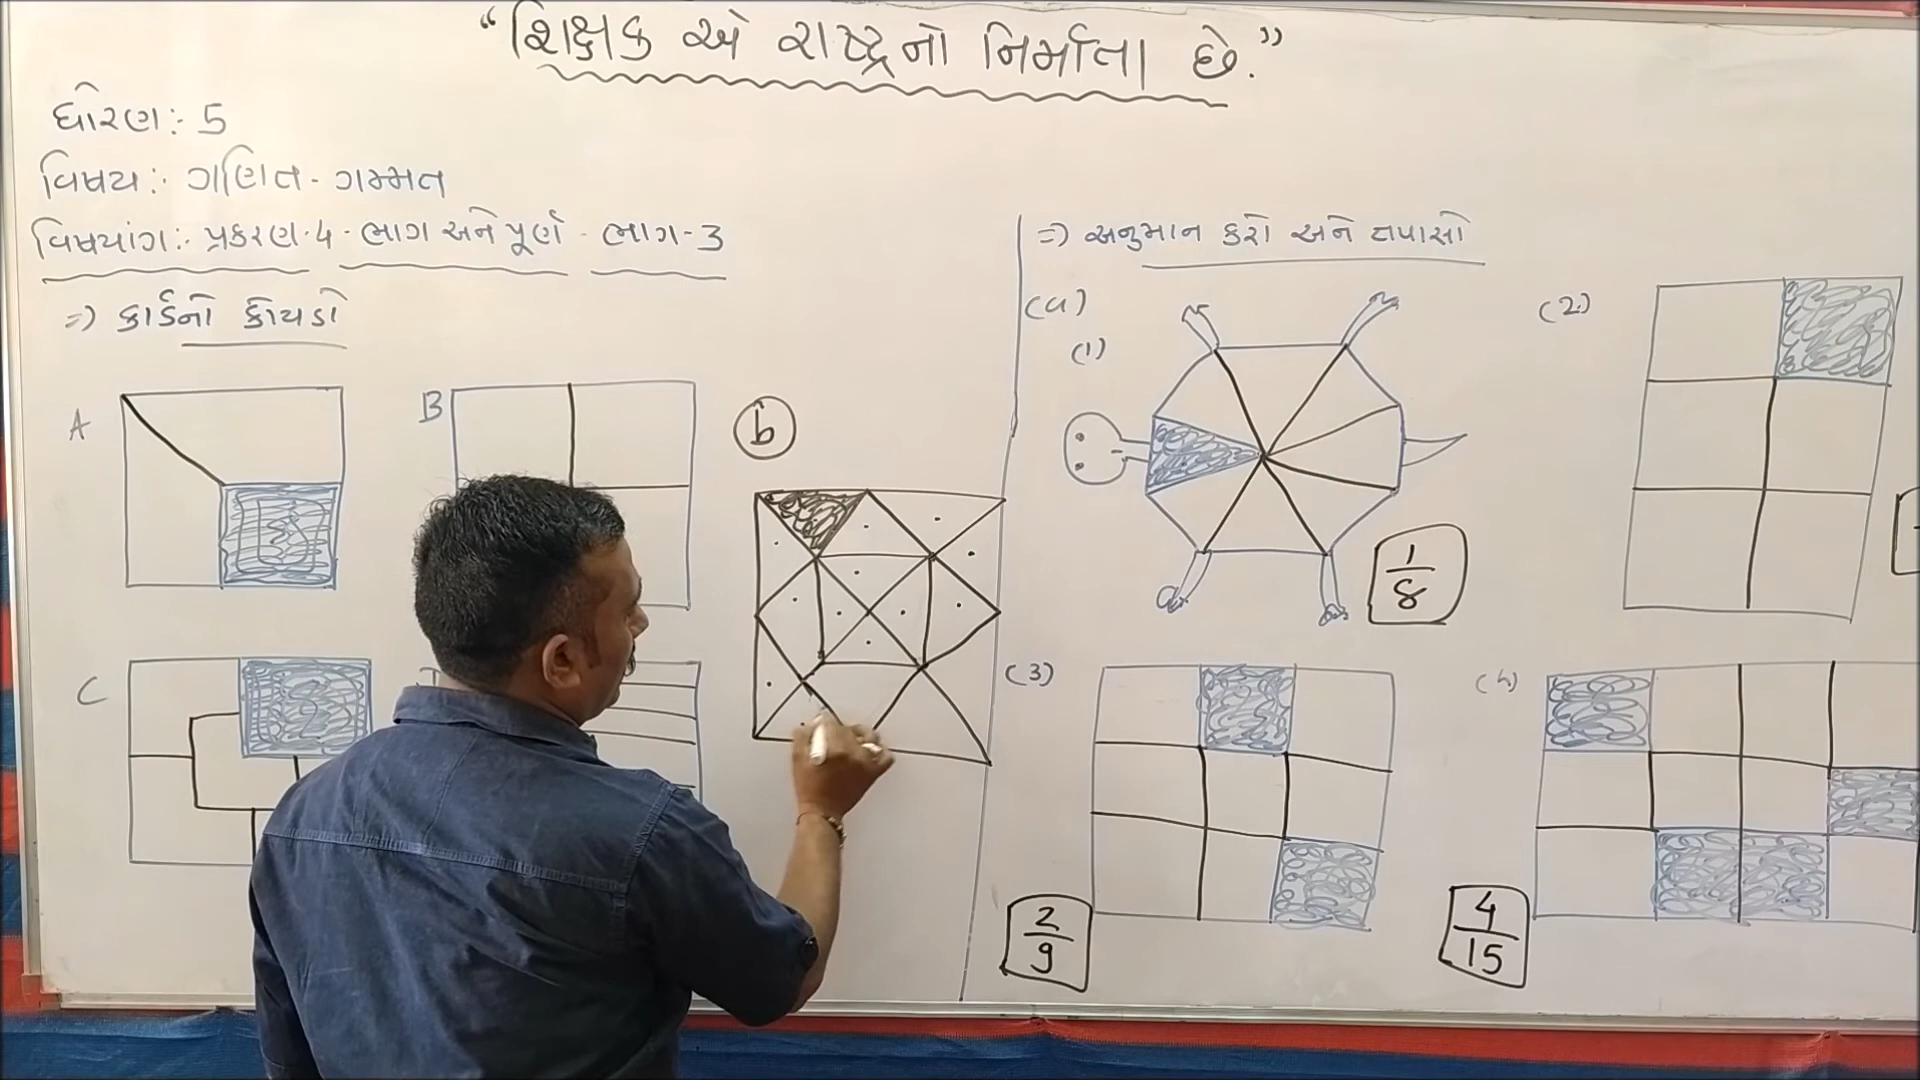 “શિક્ષક એ રાષ્ટ્રનો નિર્માતા છે.”
ધોરણ:- 5
વિષય:- ગણિત - ગમ્મત
વિષયાંગ:- પ્રકરણ-4 - ભાગ અને પૂર્ણ - ભાગ-3
⇒ કાર્ડનો કોયડો
A
B
C
b
⇒ અનુમાન કરો અને તપાસો
(a)
(1)
1/8
(2)
(3)
2/9
(4)
4/15